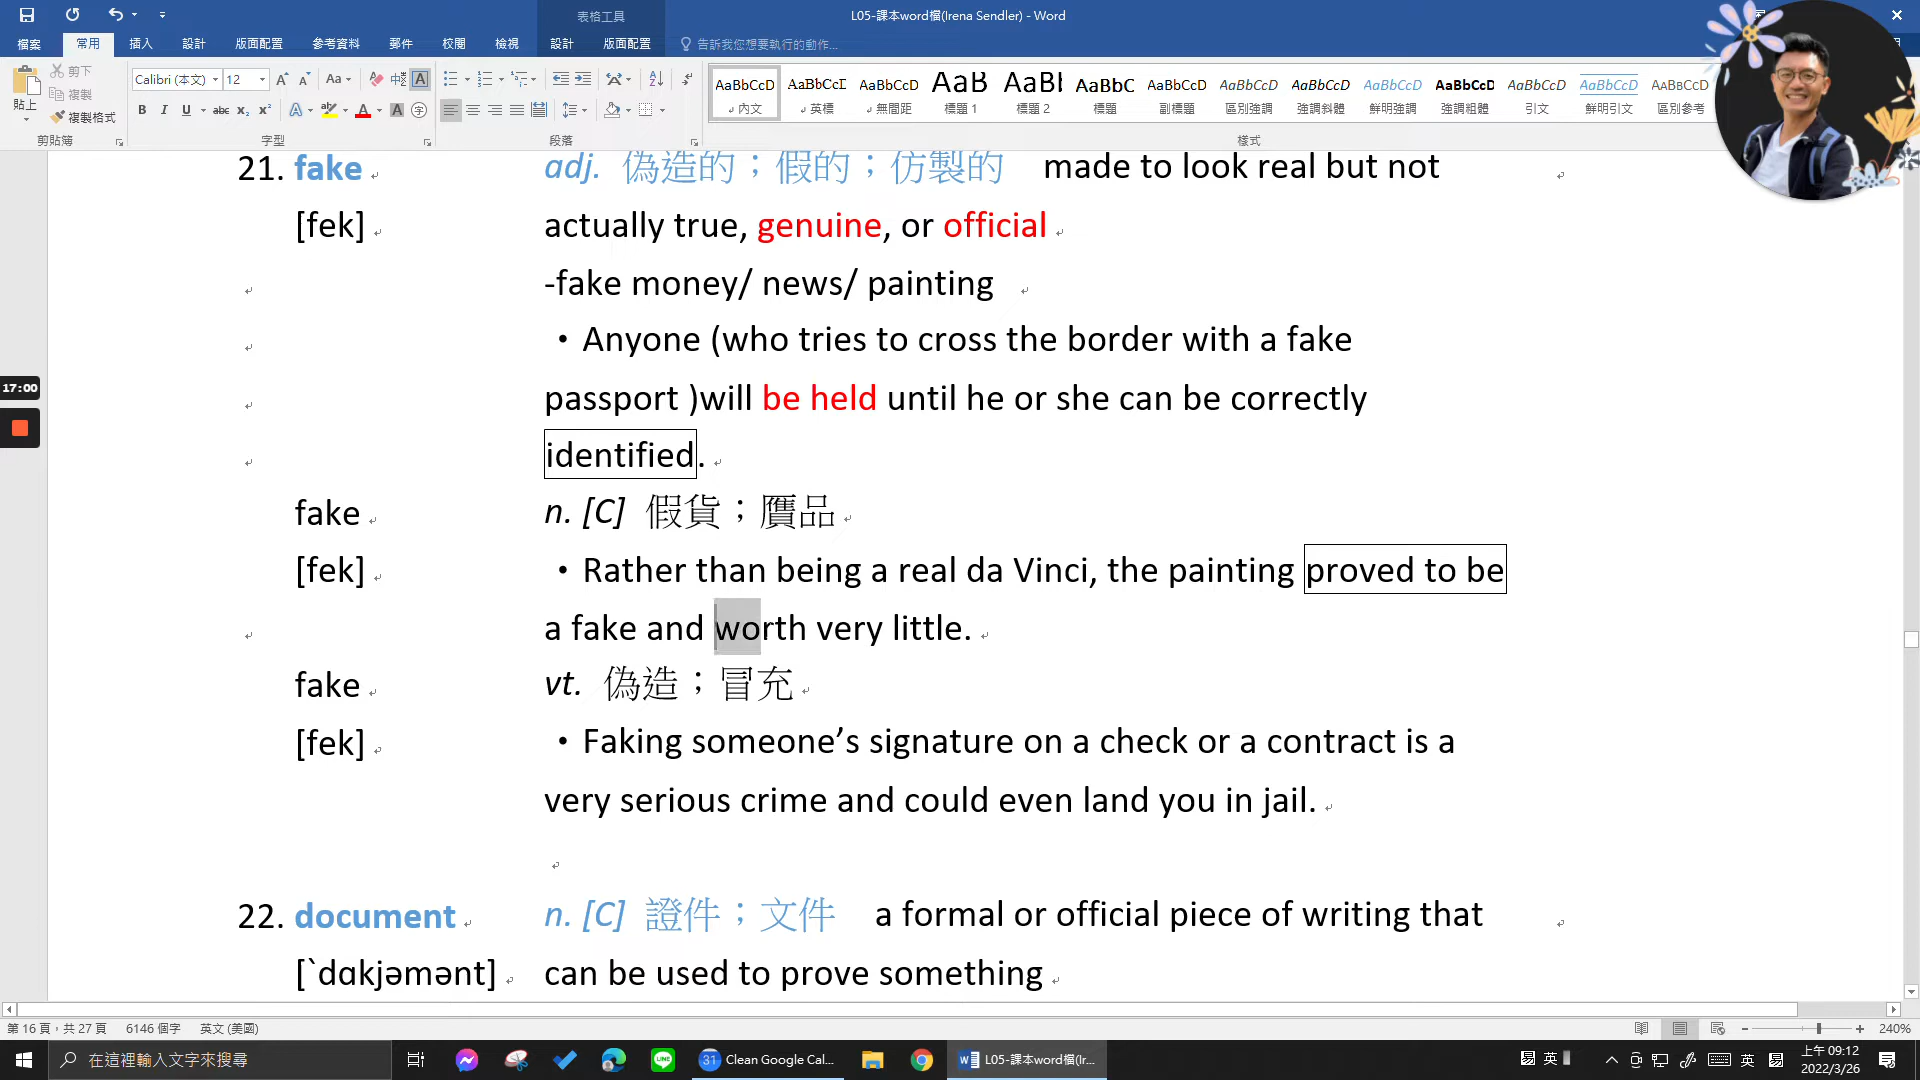 表格工具
L05-課本word檔(Irena Sendler) - Word
檔案 常用 插入 設計 版面配置 參考資料 郵件 校閱 檢視 設計 版面配置 告訴我您想要執行的動作...
貼上 剪下 複製 複製格式
Calibri (本文) 12
剪貼簿 字型 段落 樣式
AaBbCcD AaBbCcD AaBbCcD AaB AaBl AaBbC AaBbCcD AaBbCcD AaBbCcD AaBbCcD AaBbCcD AaBbCcD AaBbCcD AaBbCcD
內文 英標 無間距 標題 1 標題 2 標題 副標題 區別強調 強調斜體 鮮明強調 強調粗體 引文 鮮明引文 區別參考
21. fake adj. 偽造的；假的；仿製的 made to look real but not
[fek] actually true, genuine, or official
-fake money/ news/ painting
・Anyone (who tries to cross the border with a fake
passport )will be held until he or she can be correctly
identified.
17:00
fake n. [C] 假貨；贗品
[fek] ・Rather than being a real da Vinci, the painting proved to be
a fake and worth very little.
fake vt. 偽造；冒充
[fek] ・Faking someone’s signature on a check or a contract is a
very serious crime and could even land you in jail.
22. document n. [C] 證件；文件 a formal or official piece of writing that
[ˋdɑkjəmənt] can be used to prove something
第 16 頁，共 27 頁 6146 個字 英文 (美國) 240%
在這裡輸入文字來搜尋 Clean Google Cal... L05-課本word檔(Ir... 英 英 上午 09:12
2022/3/26